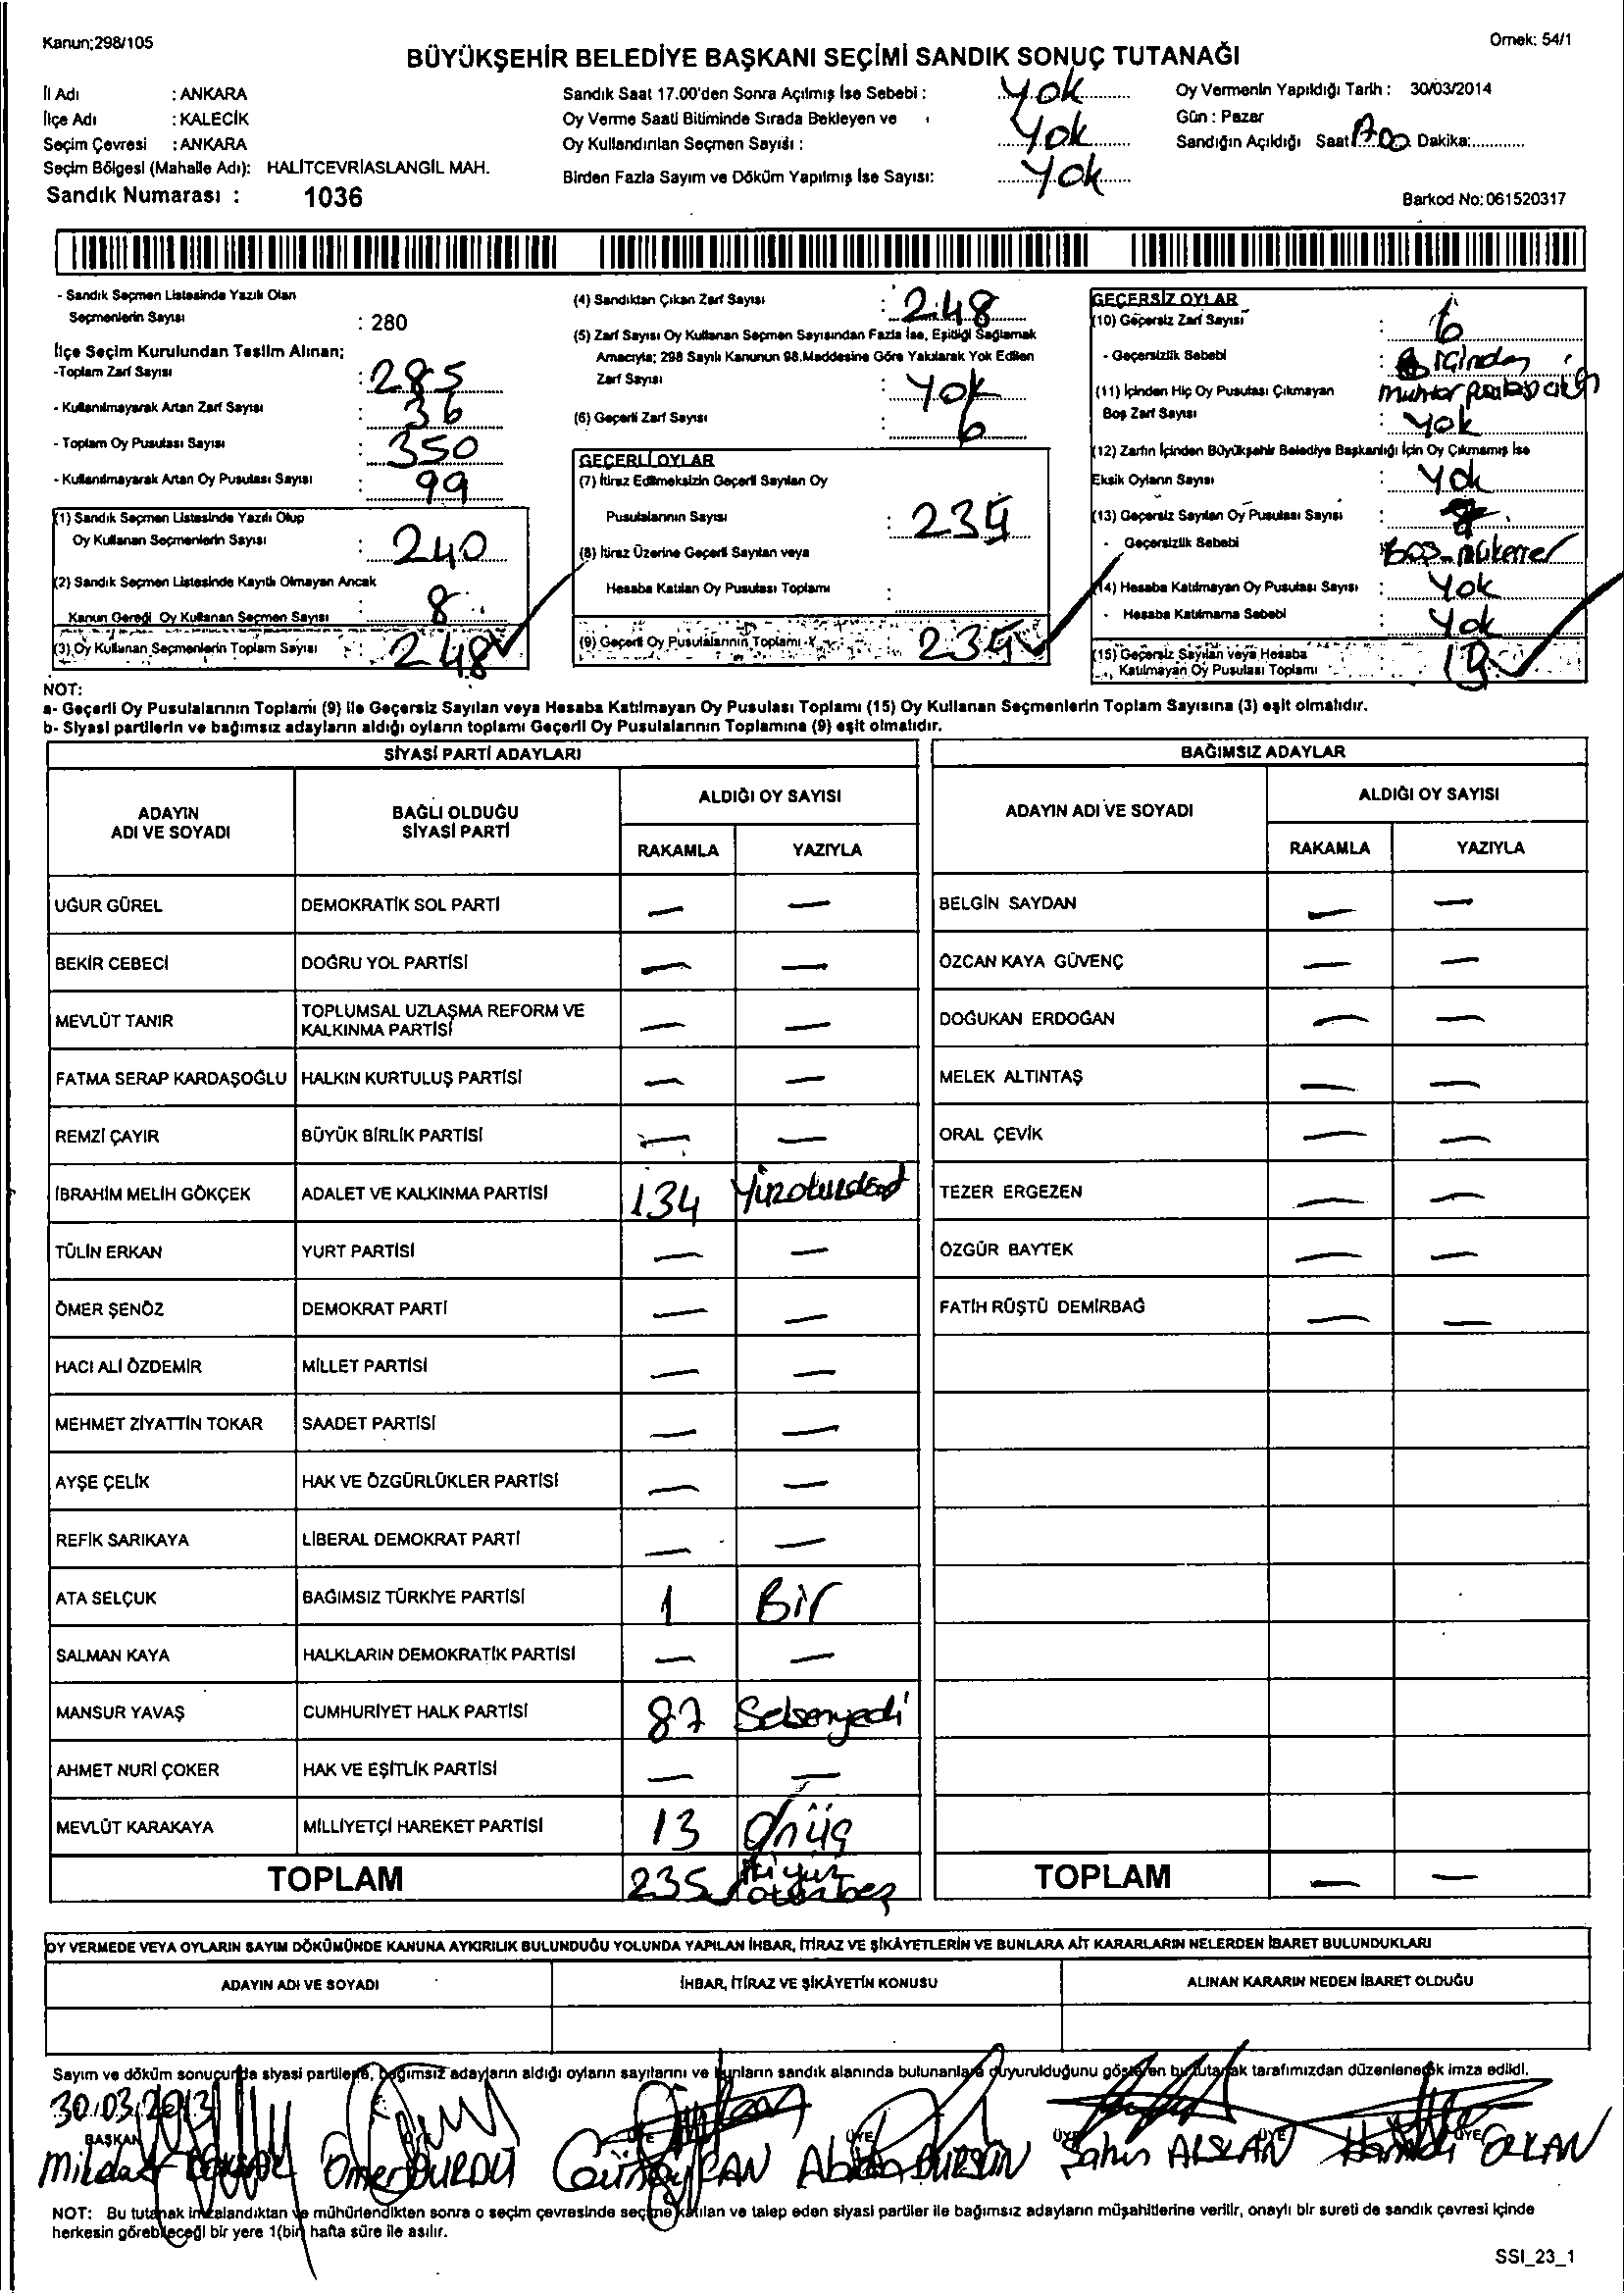 Kanun;298/105
Örnek: 54/1
BÜYÜKŞEHİR BELEDİYE BAŞKANI SEÇİMİ SANDIK SONUÇ TUTANAĞI
İl Adı : ANKARA
İlçe Adı : KALECİK
Seçim Çevresi : ANKARA
Seçim Bölgesi (Mahalle Adı): HALİTCEVRİASLANGİL MAH.
Sandık Numarası : 1036
Sandık Saat 17.00'den Sonra Açılmış İse Sebebi : Yok
Oy Verme Saati Bitiminde Sırada Bekleyen ve
Oy Kullandırılan Seçmen Sayısı : Yok
Birden Fazla Sayım ve Döküm Yapılmış İse Sayısı: Yok
Oy Vermenin Yapıldığı Tarih : 30/03/2014
Gün : Pazar
Sandığın Açıldığı Saat 17.00 Dakika:
Barkod No: 061520317
- Sandık Seçmen Listesinde Yazılı Olan
Seçmenlerin Sayısı : 280
İlçe Seçim Kurulundan Teslim Alınan;
-Toplam Zarf Sayısı : 285
- Kullanılmayarak Artan Zarf Sayısı : 36
- Toplam Oy Pusulası Sayısı : 350
- Kullanılmayarak Artan Oy Pusulası Sayısı : 99
(1) Sandık Seçmen Listesinde Yazılı Olup
Oy Kullanan Seçmenlerin Sayısı : 240
(2) Sandık Seçmen Listesinde Kayıtlı Olmayan Ancak
Kanun Gereği Oy Kullanan Seçmen Sayısı : 8
(3) Oy Kullanan Seçmenlerin Toplam Sayısı : 248
(4) Sandıktan Çıkan Zarf Sayısı : 248
(5) Zarf Sayısı Oy Kullanan Seçmen Sayısından Fazla İse, Eşitliği Sağlamak
Amacıyla; 298 Sayılı Kanunun 98.Maddesine Göre Yakılarak Yok Edilen
Zarf Sayısı : Yok
(6) Geçerli Zarf Sayısı : 6
GEÇERLİ OYLAR
(7) İtiraz Edilmeksizin Geçerli Sayılan Oy
Pusulalarının Sayısı : 235
(8) İtiraz Üzerine Geçerli Sayılan veya
Hesaba Katılan Oy Pusulası Toplamı :
(9) Geçerli Oy Pusulalarının Toplamı : 235
GEÇERSİZ OYLAR
(10) Geçersiz Zarf Sayısı : 6
- Geçersizlik Sebebi : içinden
muhtar pusulası çıktı
(11) İçinden Hiç Oy Pusulası Çıkmayan
Boş Zarf Sayısı : Yok
(12) Zarfın İçinden Büyükşehir Belediye Başkanlığı İçin Oy Çıkmamış İse
Eksik Oyların Sayısı : Yok
(13) Geçersiz Sayılan Oy Pusulası Sayısı : 7
- Geçersizlik Sebebi : Boş-mükerrer
(14) Hesaba Katılmayan Oy Pusulası Sayısı : Yok
- Hesaba Katılmama Sebebi Yok
(15) Geçersiz Sayılan veya Hesaba
Katılmayan Oy Pusulası Toplamı : 13
NOT:
a- Geçerli Oy Pusulalarının Toplamı (9) ile Geçersiz Sayılan veya Hesaba Katılmayan Oy Pusulası Toplamı (15) Oy Kullanan Seçmenlerin Toplam Sayısına (3) eşit olmalıdır.
b- Siyasi partilerin ve bağımsız adayların aldığı oyların toplamı Geçerli Oy Pusulalarının Toplamına (9) eşit olmalıdır.
SİYASİ PARTİ ADAYLARI
ADAYIN ADI VE SOYADI BAĞLI OLDUĞU SİYASİ PARTİ ALDIĞI OY SAYISI
RAKAMLA YAZIYLA
UĞUR GÜREL DEMOKRATİK SOL PARTİ — —
BEKİR CEBECİ DOĞRU YOL PARTİSİ — —
MEVLÜT TANIR TOPLUMSAL UZLAŞMA REFORM VE KALKINMA PARTİSİ — —
FATMA SERAP KARDAŞOĞLU HALKIN KURTULUŞ PARTİSİ — —
REMZİ ÇAYIR BÜYÜK BİRLİK PARTİSİ — —
İBRAHİM MELİH GÖKÇEK ADALET VE KALKINMA PARTİSİ 134 Yüzotuzdört
TÜLİN ERKAN YURT PARTİSİ — —
ÖMER ŞENÖZ DEMOKRAT PARTİ — —
HACI ALİ ÖZDEMİR MİLLET PARTİSİ — —
MEHMET ZİYATTİN TOKAR SAADET PARTİSİ — —
AYŞE ÇELİK HAK VE ÖZGÜRLÜKLER PARTİSİ — —
REFİK SARIKAYA LİBERAL DEMOKRAT PARTİ — —
ATA SELÇUK BAĞIMSIZ TÜRKİYE PARTİSİ 1 Bir
SALMAN KAYA HALKLARIN DEMOKRATİK PARTİSİ — —
MANSUR YAVAŞ CUMHURİYET HALK PARTİSİ 87 Seksenyedi
AHMET NURİ ÇOKER HAK VE EŞİTLİK PARTİSİ — —
MEVLÜT KARAKAYA MİLLİYETÇİ HAREKET PARTİSİ 13 Onüç
TOPLAM 235 İkiyüz otuzbeş
BAĞIMSIZ ADAYLAR
ADAYIN ADI VE SOYADI ALDIĞI OY SAYISI
RAKAMLA YAZIYLA
BELGİN SAYDAN — —
ÖZCAN KAYA GÜVENÇ — —
DOĞUKAN ERDOĞAN — —
MELEK ALTINTAŞ — —
ORAL ÇEVİK — —
TEZER ERGEZEN — —
ÖZGÜR BAYTEK — —
FATİH RÜŞTÜ DEMİRBAĞ — —
TOPLAM — —
OY VERMEDE VEYA OYLARIN SAYIM DÖKÜMÜNDE KANUNA AYKIRILIK BULUNDUĞU YOLUNDA YAPILAN İHBAR, İTİRAZ VE ŞİKÂYETLERİN VE BUNLARA AİT KARARLARIN NELERDEN İBARET BULUNDUKLARI
ADAYIN ADI VE SOYADI İHBAR, İTİRAZ VE ŞİKÂYETİN KONUSU ALINAN KARARIN NEDEN İBARET OLDUĞU
Sayım ve döküm sonucunda siyasi partilere, bağımsız adayların aldığı oyların sayılarını ve bunların sandık alanında bulunanlara duyurulduğunu gösteren bu tutanak tarafımızdan düzenlenerek imza edildi.
30.03.2013
BAŞKAN ÜYE ÜYE ÜYE ÜYE ÜYE
Ömer Abidin DURSUN Şahin ARSLAN
NOT: Bu tutanak imzalandıktan ve mühürlendikten sonra o seçim çevresinde seçime katılan ve talep eden siyasi partiler ile bağımsız adayların müşahitlerine verilir, onaylı bir sureti de sandık çevresi içinde
herkesin görebileceği bir yere 1(bir) hafta süre ile asılır.
SSI_23_1